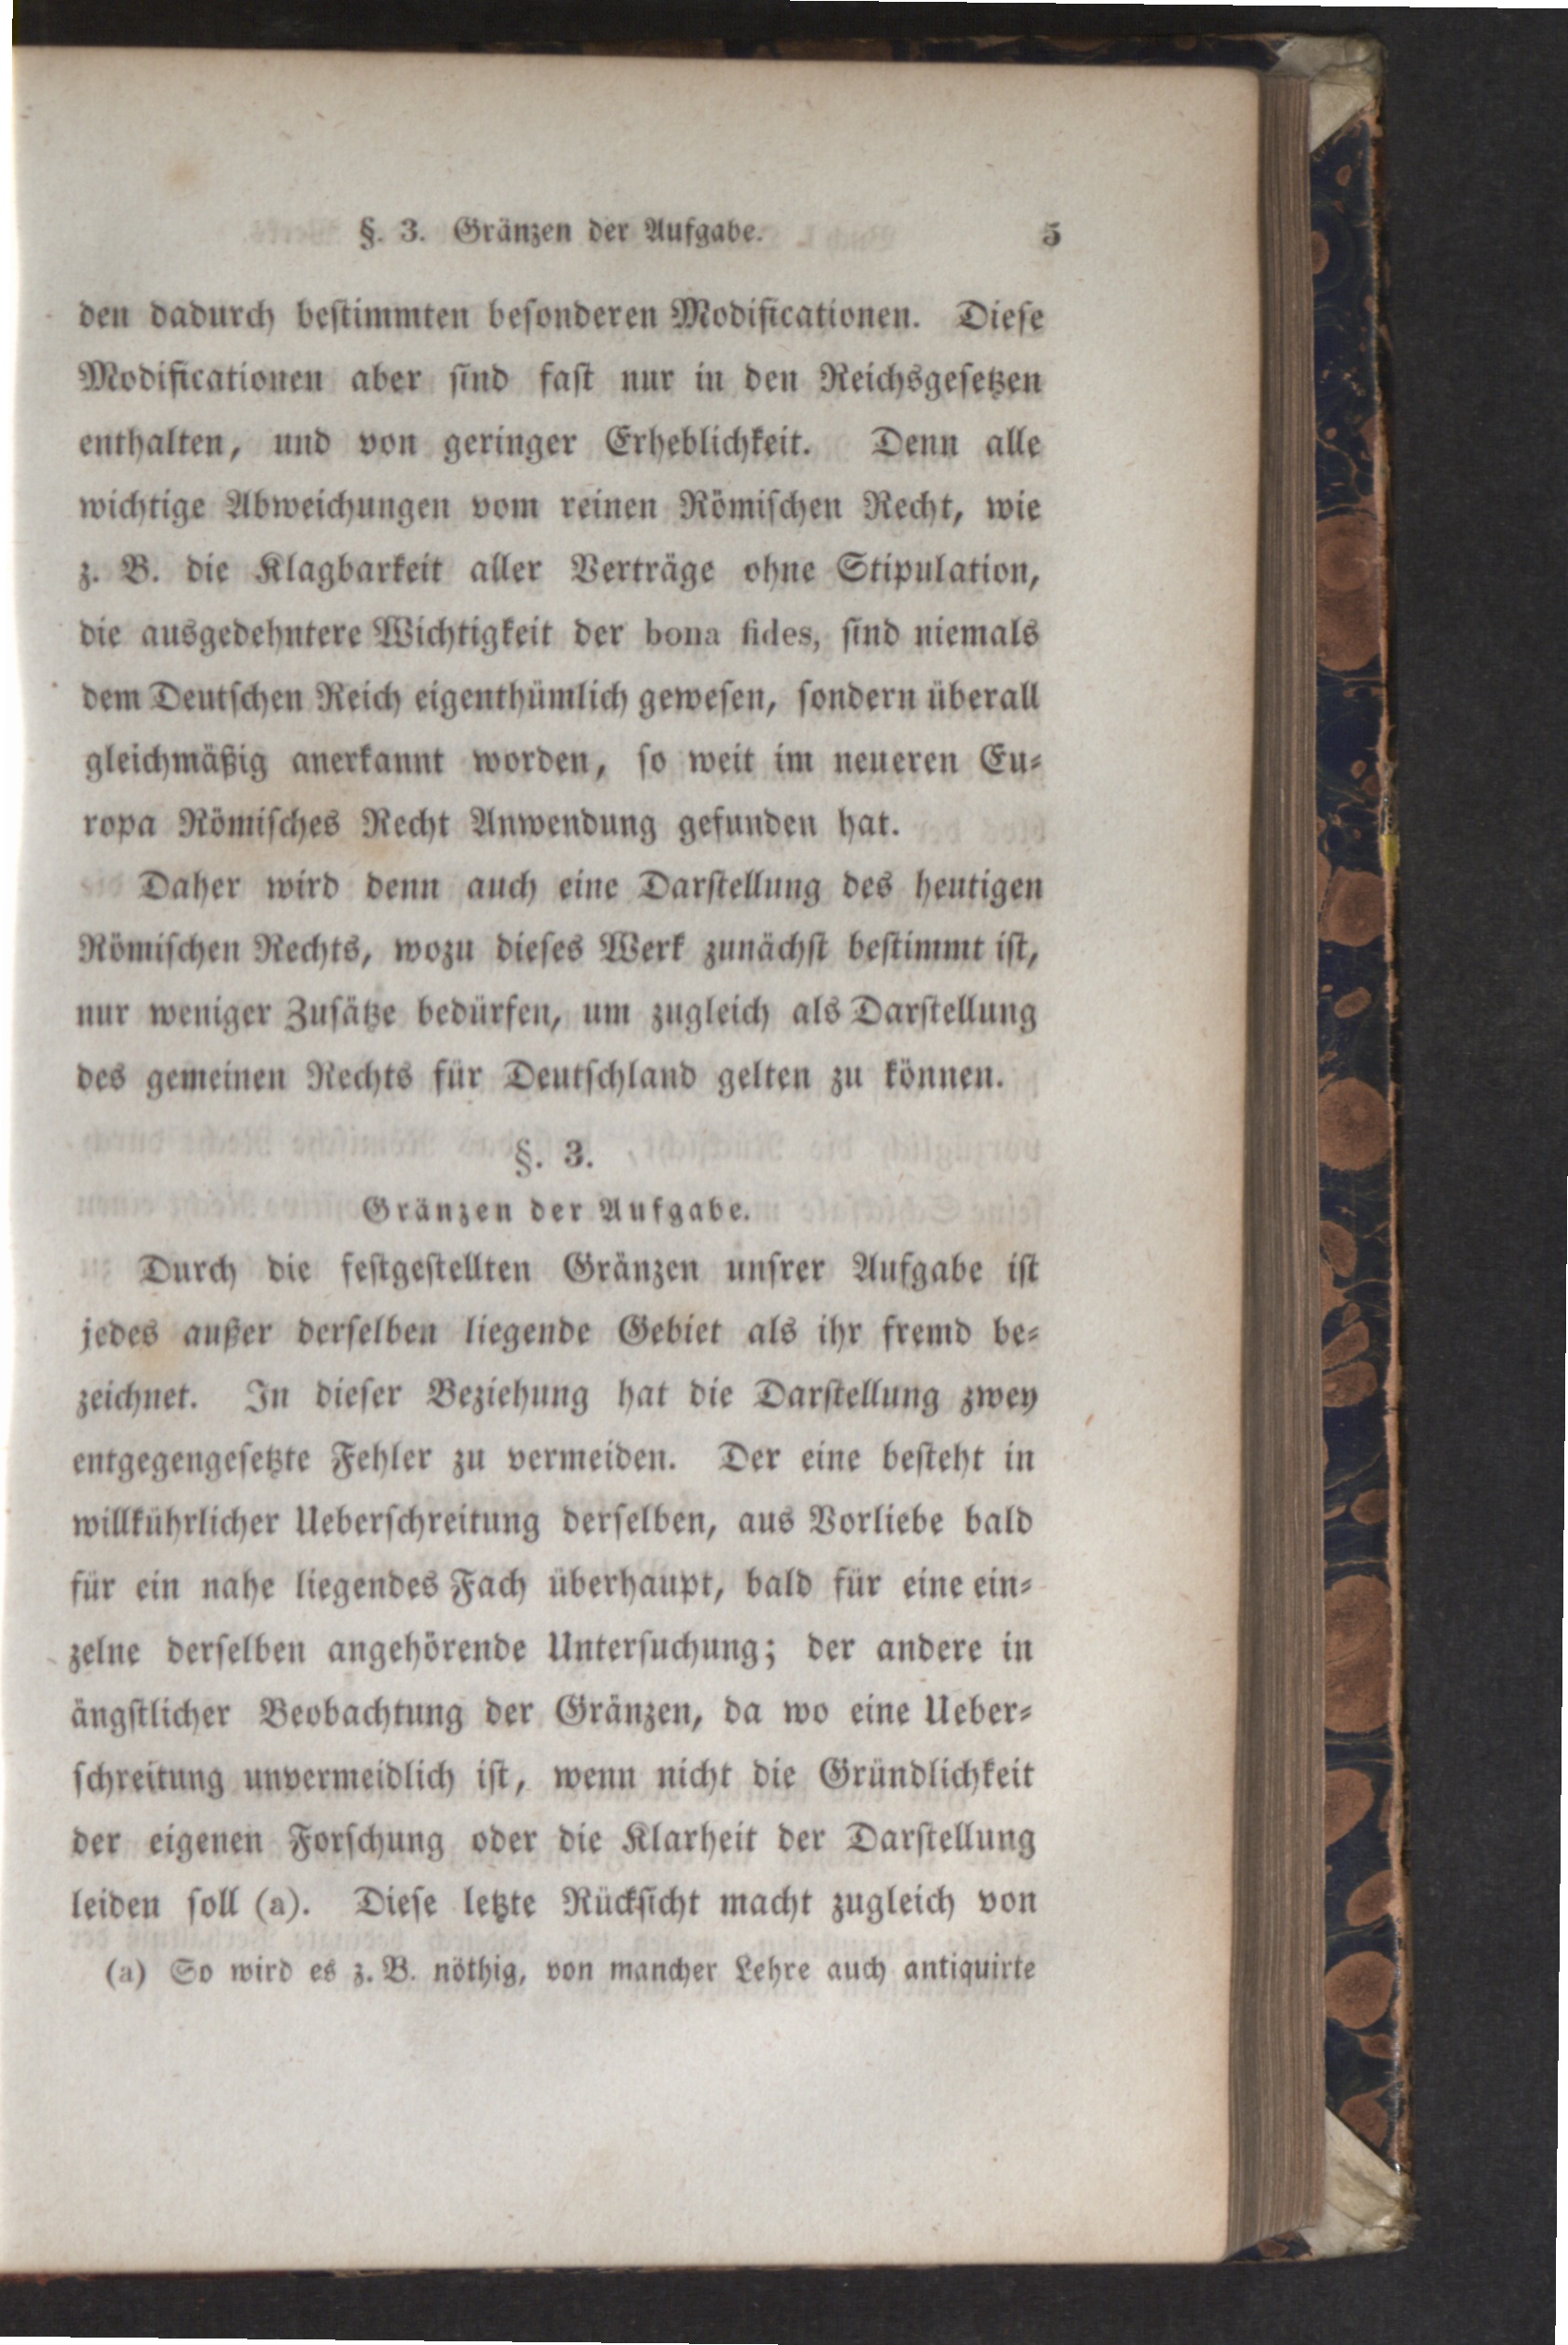 §. 3. Gränzen der Aufgabe. 5
den dadurch bestimmten besonderen Modificationen. Diese
Modificationen aber sind fast nur in den Reichsgesetzen
enthalten, und von geringer Erheblichkeit. Denn alle
wichtige Abweichungen vom reinen Römischen Recht, wie
z. B. die Klagbarkeit aller Verträge ohne Stipulation,
die ausgedehntere Wichtigkeit der bona fides, sind niemals
dem Deutschen Reich eigenthümlich gewesen, sondern überall
gleichmäßig anerkannt worden, so weit im neueren Eu-
ropa Römisches Recht Anwendung gefunden hat.
Daher wird denn auch eine Darstellung des heutigen
Römischen Rechts, wozu dieses Werk zunächst bestimmt ist,
nur weniger Zusätze bedürfen, um zugleich als Darstellung
des gemeinen Rechts für Deutschland gelten zu können.
§. 3.
Gränzen der Aufgabe.
Durch die festgestellten Gränzen unsrer Aufgabe ist
jedes außer derselben liegende Gebiet als ihr fremd be-
zeichnet. In dieser Beziehung hat die Darstellung zwey
entgegengesetzte Fehler zu vermeiden. Der eine besteht in
willkührlicher Ueberschreitung derselben, aus Vorliebe bald
für ein nahe liegendes Fach überhaupt, bald für eine ein-
zelne derselben angehörende Untersuchung; der andere in
ängstlicher Beobachtung der Gränzen, da wo eine Ueber-
schreitung unvermeidlich ist, wenn nicht die Gründlichkeit
der eigenen Forschung oder die Klarheit der Darstellung
leiden soll (a). Diese letzte Rücksicht macht zugleich von
(a) So wird es z. B. nöthig, von mancher Lehre auch antiquirte